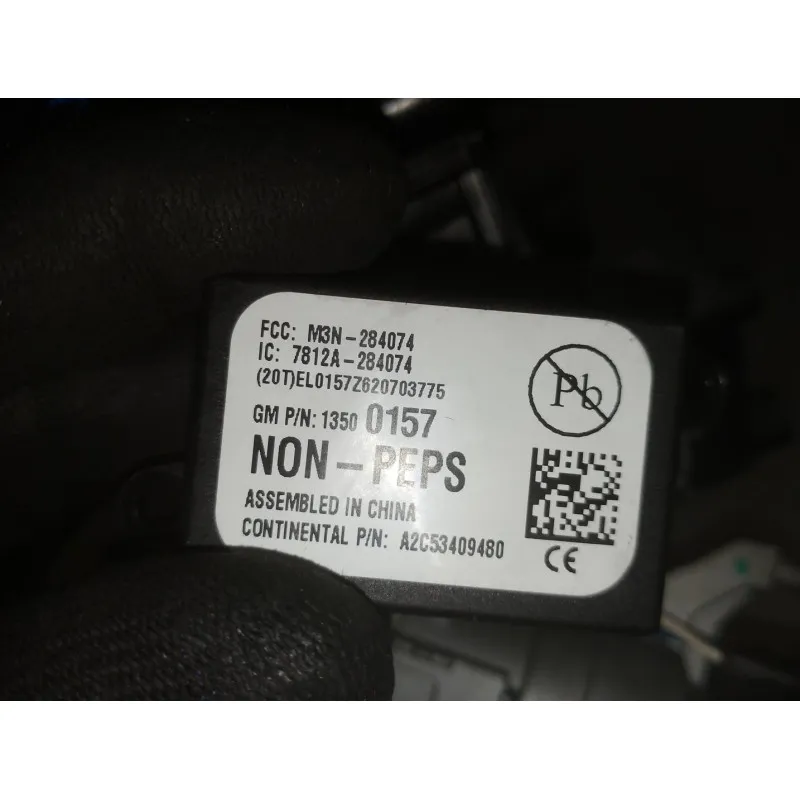 FCC: M3N-284074
IC: 7812A-284074
(20T)EL0157Z620703775
GM P/N: 1350 0157
NON-PEPS
ASSEMBLED IN CHINA
CONTINENTAL P/N: A2C53409480
Pb
CE